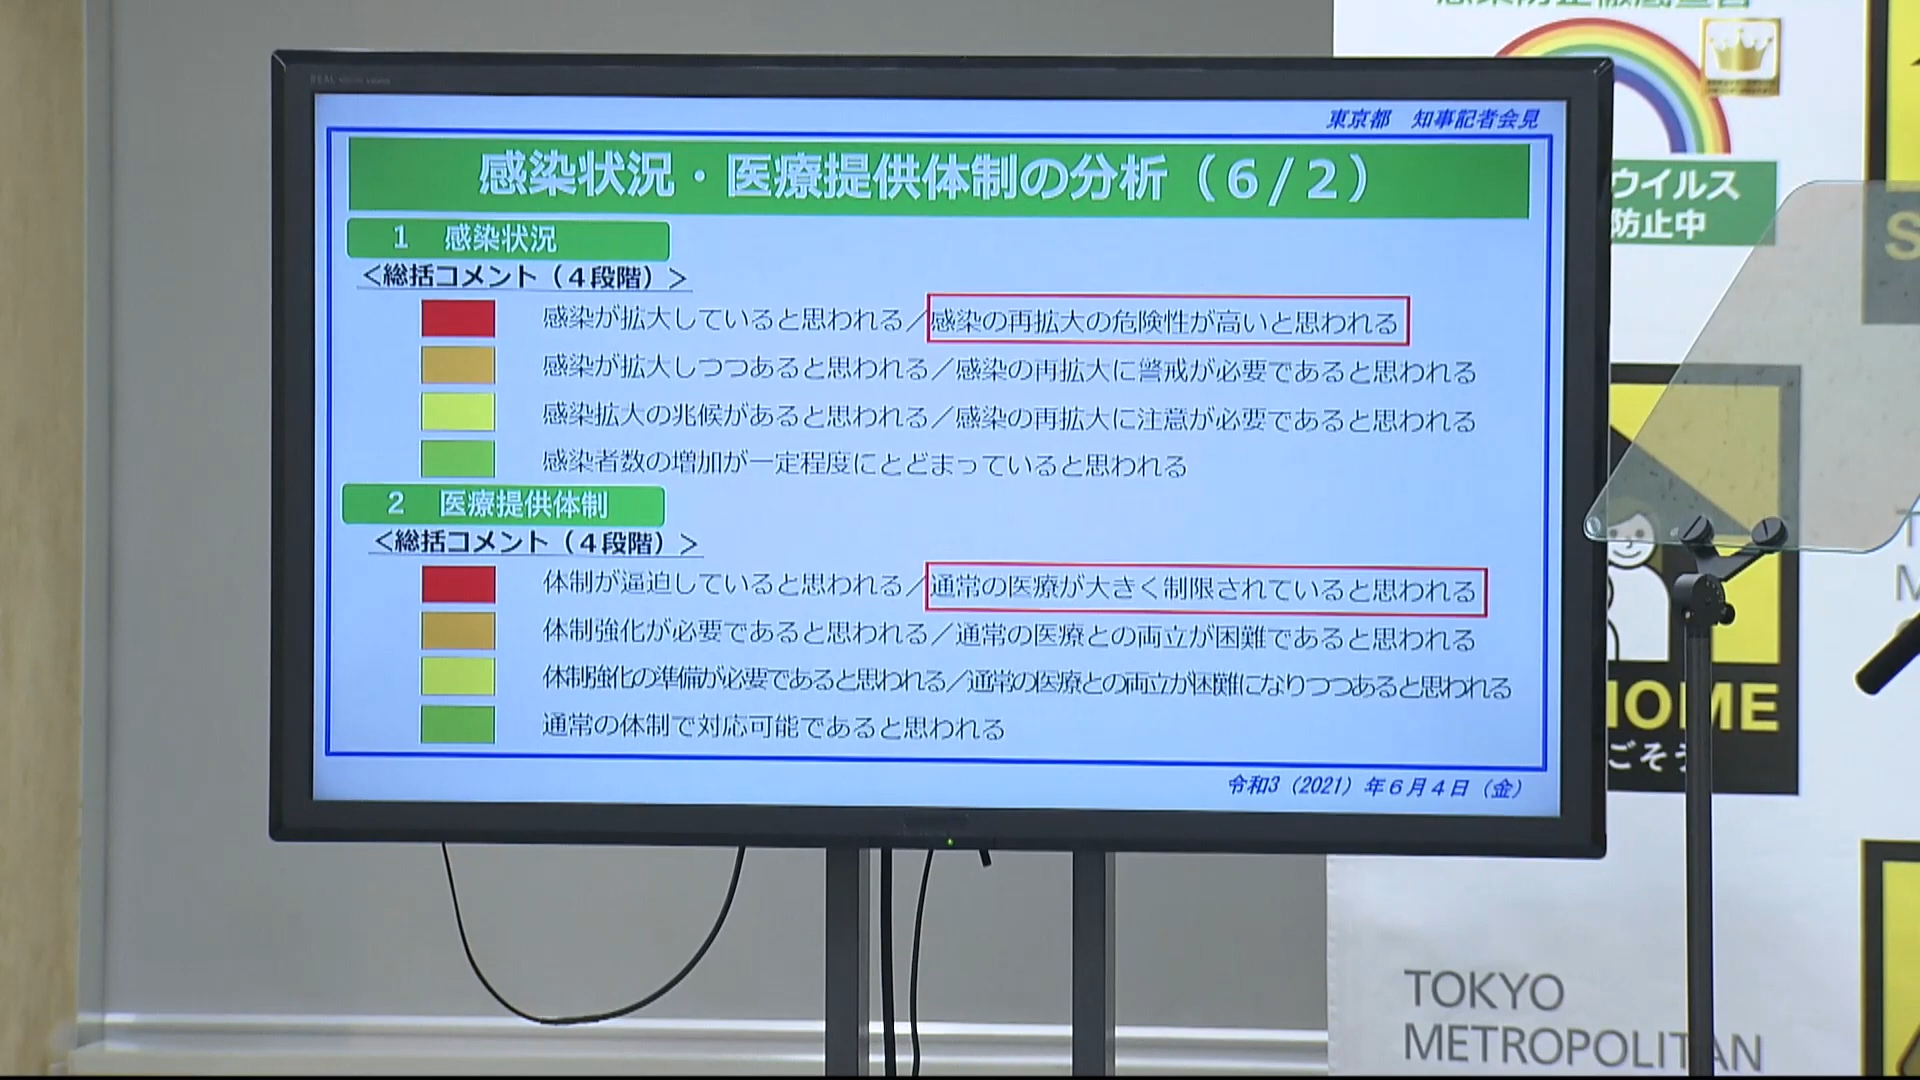 東京都　知事記者会見
感染状況・医療提供体制の分析（6/2）
1　感染状況
＜総括コメント（４段階）＞
感染が拡大していると思われる／感染の再拡大の危険性が高いと思われる
感染が拡大しつつあると思われる／感染の再拡大に警戒が必要であると思われる
感染拡大の兆候があると思われる／感染の再拡大に注意が必要であると思われる
感染者数の増加が一定程度にとどまっていると思われる
2　医療提供体制
＜総括コメント（４段階）＞
体制が逼迫していると思われる／通常の医療が大きく制限されていると思われる
体制強化が必要であると思われる／通常の医療との両立が困難であると思われる
体制強化の準備が必要であると思われる／通常の医療との両立が困難になりつつあると思われる
通常の体制で対応可能であると思われる
令和3（2021）年６月４日（金）
ウイルス
防止中
HOME
ごそう
TOKYO
METROPOLITAN